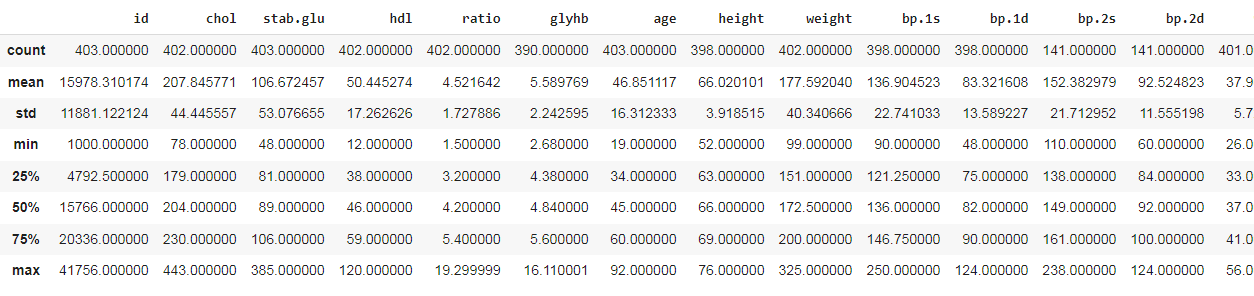 id chol stab.glu hdl ratio glyhb age height weight bp.1s bp.1d bp.2s bp.2d
count 403.000000 402.000000 403.000000 402.000000 402.000000 390.000000 403.000000 398.000000 402.000000 398.000000 398.000000 141.000000 141.000000 401.0
mean 15978.310174 207.845771 106.672457 50.445274 4.521642 5.589769 46.851117 66.020101 177.592040 136.904523 83.321608 152.382979 92.524823 37.9
std 11881.122124 44.445557 53.076655 17.262626 1.727886 2.242595 16.312333 3.918515 40.340666 22.741033 13.589227 21.712952 11.555198 5.7
min 1000.000000 78.000000 48.000000 12.000000 1.500000 2.680000 19.000000 52.000000 99.000000 90.000000 48.000000 110.000000 60.000000 26.0
25% 4792.500000 179.000000 81.000000 38.000000 3.200000 4.380000 34.000000 63.000000 151.000000 121.250000 75.000000 138.000000 84.000000 33.0
50% 15766.000000 204.000000 89.000000 46.000000 4.200000 4.840000 45.000000 66.000000 172.500000 136.000000 82.000000 149.000000 92.000000 37.0
75% 20336.000000 230.000000 106.000000 59.000000 5.400000 5.600000 60.000000 69.000000 200.000000 146.750000 90.000000 161.000000 100.000000 41.0
max 41756.000000 443.000000 385.000000 120.000000 19.299999 16.110001 92.000000 76.000000 325.000000 250.000000 124.000000 238.000000 124.000000 56.0